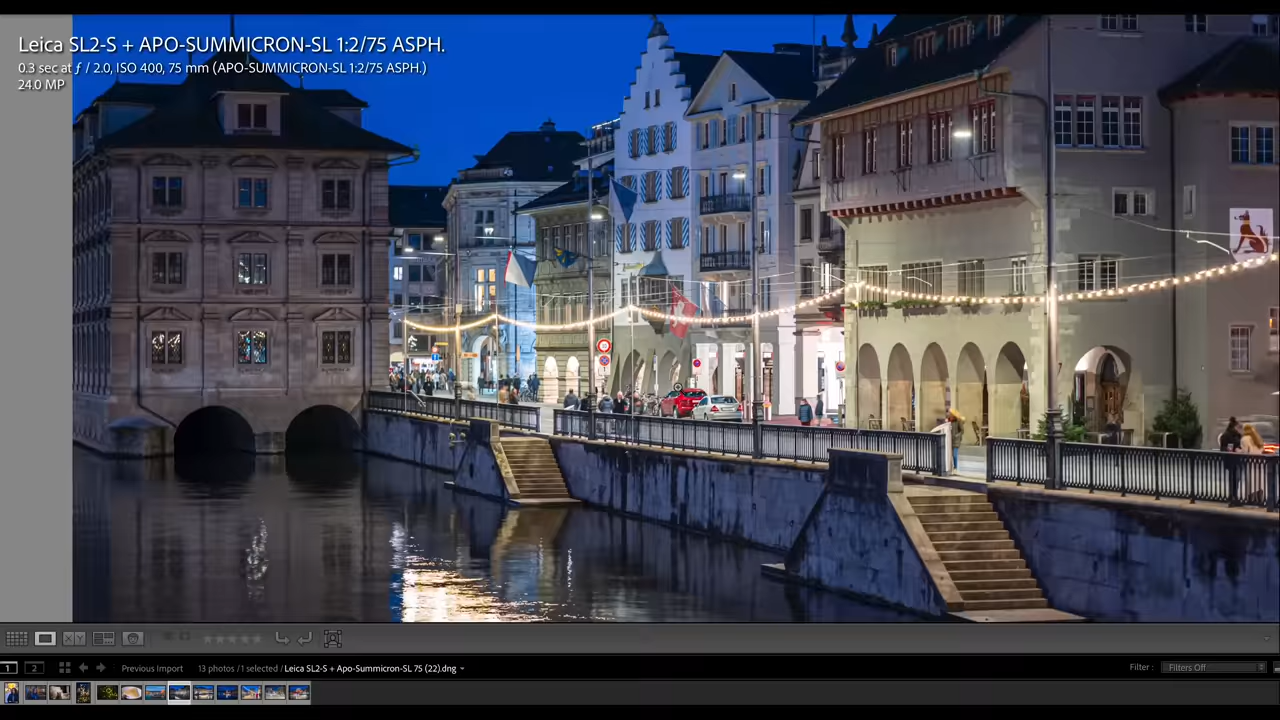 Leica SL2-S + APO-SUMMICRON-SL 1:2/75 ASPH.
0.3 sec at ƒ / 2.0, ISO 400, 75 mm (APO-SUMMICRON-SL 1:2/75 ASPH.)
24.0 MP
1 2 Previous Import 13 photos / 1 selected / Leica SL2-S + Apo-Summicron-SL 75 (22).dng Filter : Filters Off